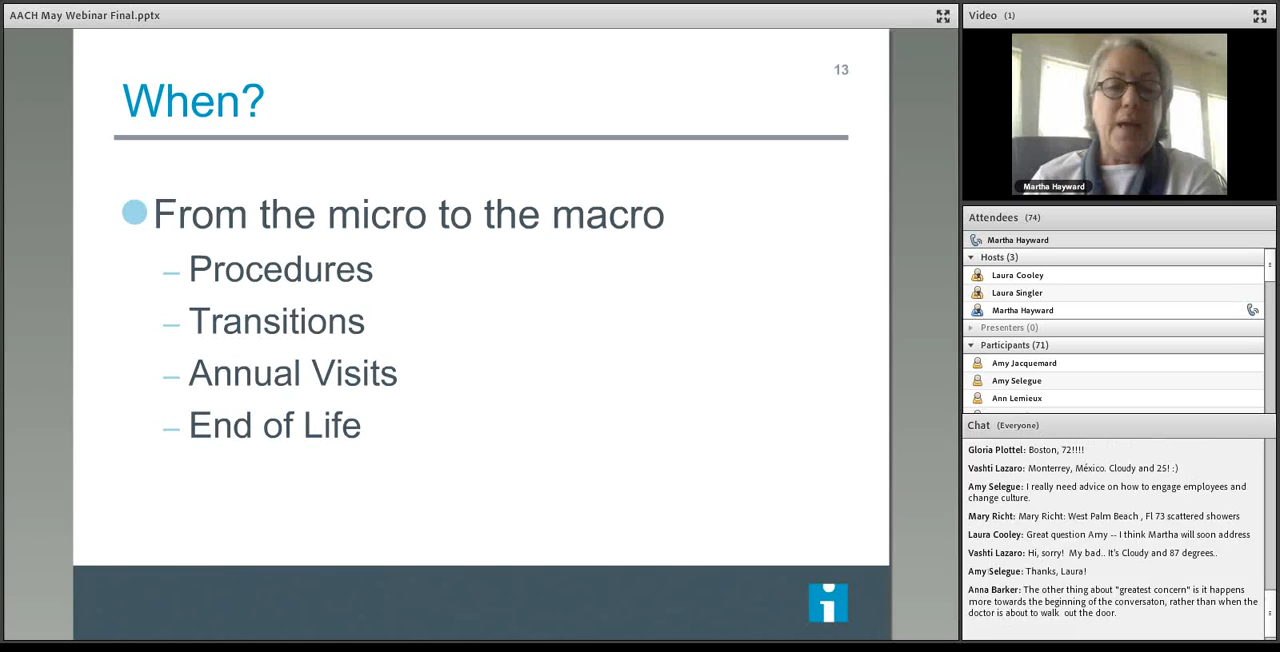 AACH May Webinar Final.pptx
13
When?
From the micro to the macro
– Procedures
– Transitions
– Annual Visits
– End of Life
i
Video (1)
Martha Hayward
Attendees (74)
Martha Hayward
Hosts (3)
Laura Cooley
Laura Singler
Martha Hayward
Presenters (0)
Participants (71)
Amy Jacquemard
Amy Selegue
Ann Lemieux
Chat (Everyone)
Gloria Plottel: Boston, 72!!!!
Vashti Lazaro: Monterrey, México. Cloudy and 25! :)
Amy Selegue: I really need advice on how to engage employees and
change culture.
Mary Richt: Mary Richt: West Palm Beach , Fl 73 scattered showers
Laura Cooley: Great question Amy -- I think Martha will soon address
Vashti Lazaro: Hi, sorry! My bad.. It's Cloudy and 87 degrees..
Amy Selegue: Thanks, Laura!
Anna Barker: The other thing about "greatest concern" is it happens
more towards the beginning of the conversaton, rather than when the
doctor is about to walk out the door.